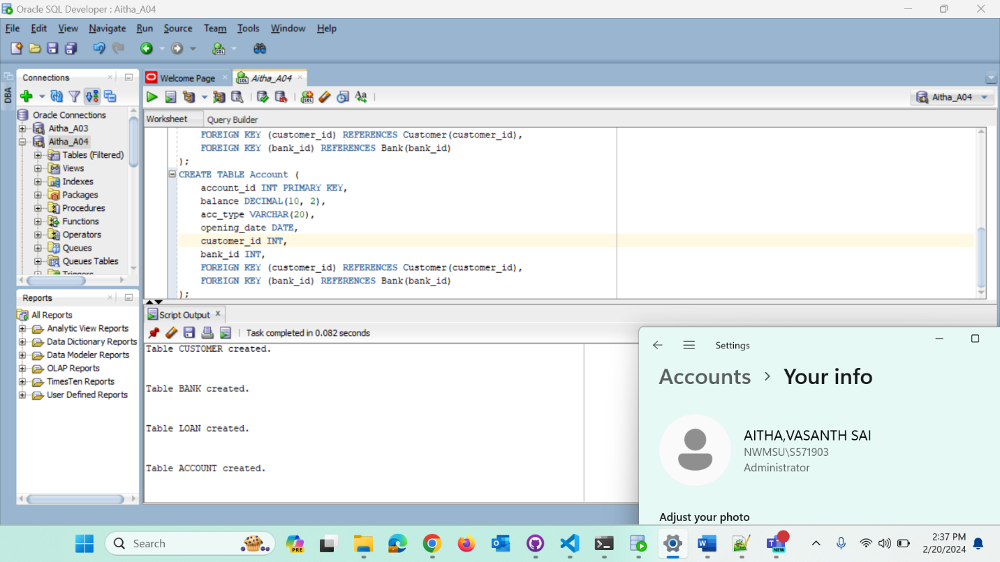 Oracle SQL Developer : Aitha_A04
File Edit View Navigate Run Source Team Tools Window Help
DBA
Connections
Oracle Connections
Aitha_A03
Aitha_A04
Tables (Filtered)
Views
Indexes
Packages
Procedures
Functions
Operators
Queues
Queues Tables
Triggers
Reports
All Reports
Analytic View Reports
Data Dictionary Reports
Data Modeler Reports
OLAP Reports
TimesTen Reports
User Defined Reports
Welcome Page
Aitha_A04
Aitha_A04
Worksheet Query Builder
FOREIGN KEY (customer_id) REFERENCES Customer(customer_id),
FOREIGN KEY (bank_id) REFERENCES Bank(bank_id)
);
CREATE TABLE Account (
account_id INT PRIMARY KEY,
balance DECIMAL(10, 2),
acc_type VARCHAR(20),
opening_date DATE,
customer_id INT,
bank_id INT,
FOREIGN KEY (customer_id) REFERENCES Customer(customer_id),
FOREIGN KEY (bank_id) REFERENCES Bank(bank_id)
);
Script Output
Task completed in 0.082 seconds
Table CUSTOMER created.
Table BANK created.
Table LOAN created.
Table ACCOUNT created.
Settings
Accounts > Your info
AITHA,VASANTH SAI
NWMSU\S571903
Administrator
Adjust your photo
Search
PRE
NEW
2:37 PM
2/20/2024